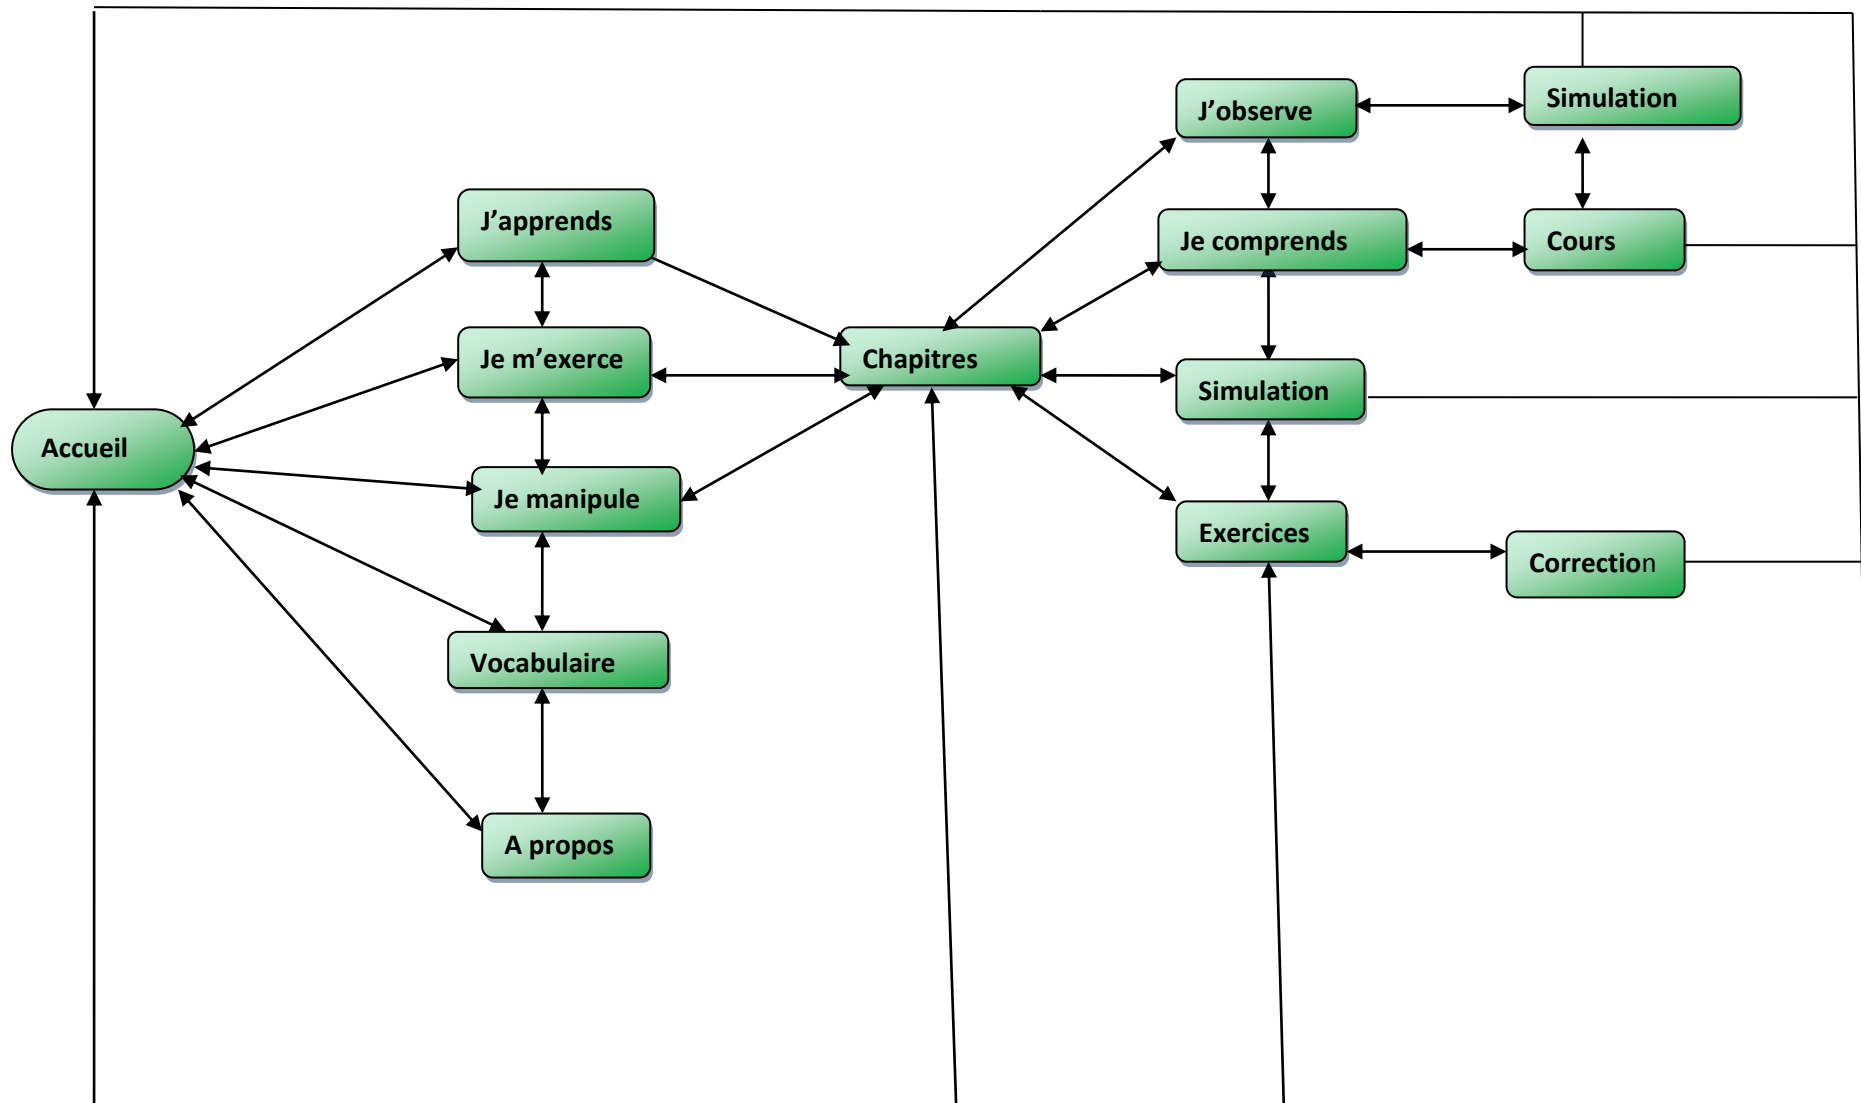 J’observe
Simulation
J’apprends
Je comprends
Cours
Je m’exerce
Chapitres
Simulation
Accueil
Je manipule
Exercices
Correction
Vocabulaire
A propos